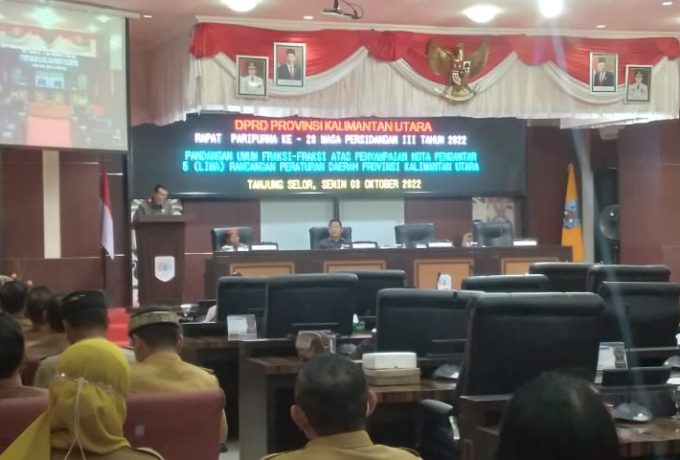 DPRD PROVINSI KALIMANTAN UTARA
RAPAT PARIPURNA KE - 23 MASA PERSIDANGAN III TAHUN 2022
PANDANGAN UMUM FRAKSI-FRAKSI ATAS PENYAMPAIAN NOTA PENGANTAR
5 (LIMA) RANCANGAN PERATURAN DAERAH PROVINSI KALIMANTAN UTARA
TANJUNG SELOR, SENIN 03 OKTOBER 2022